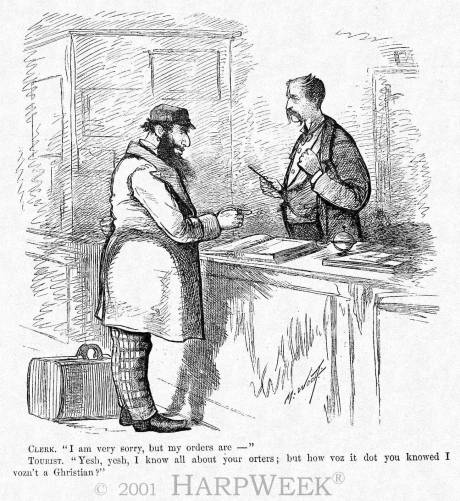 CLERK. "I am very sorry, but my orders are —"
TOURIST. "Yesh, yesh, I know all about your orters; but how voz it dot you knowed I
vozn't a Ghristian?"
© 2001 HARPWEEK®